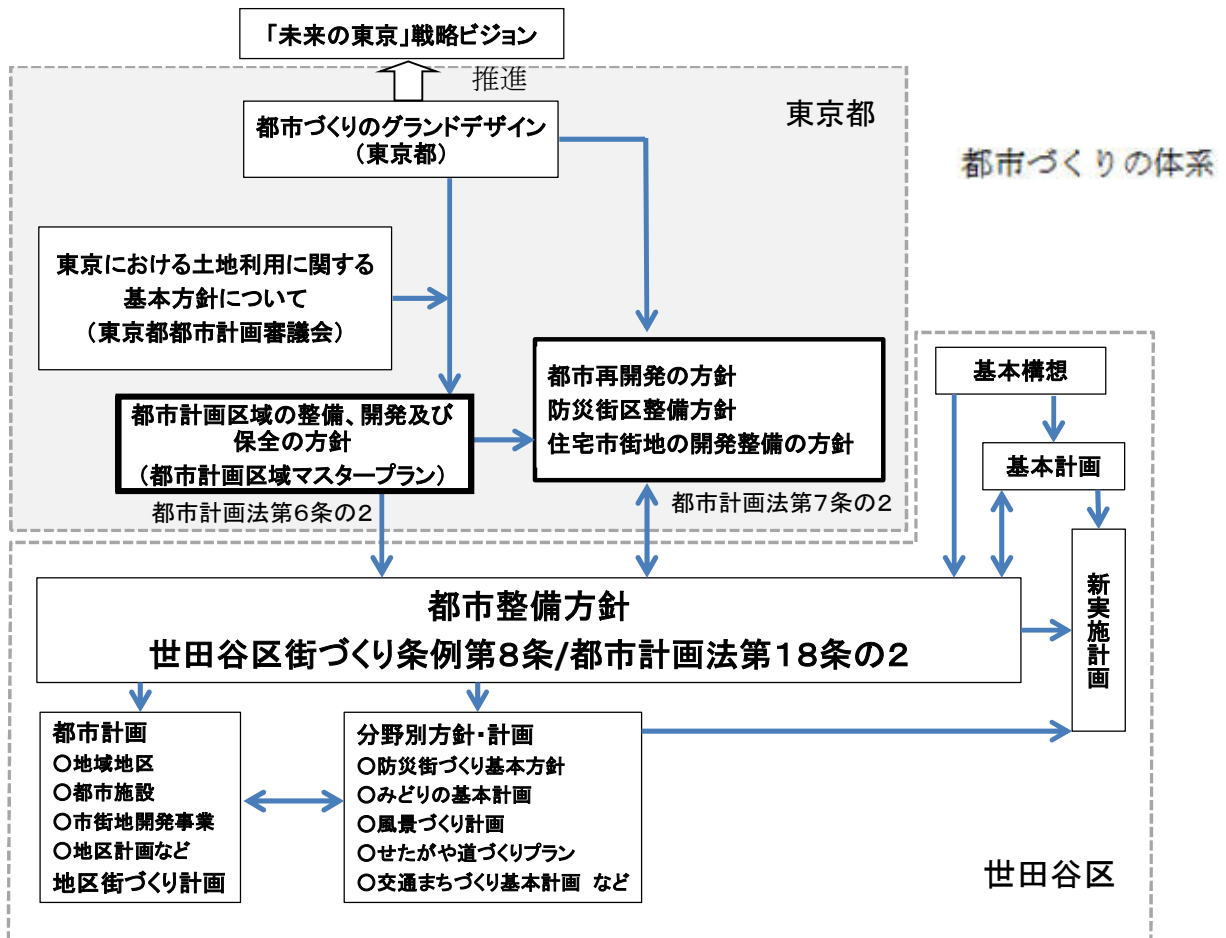 「未来の東京」戦略ビジョン
推進
都市づくりのグランドデザイン
（東京都）
東京都
都市づくりの体系
東京における土地利用に関する
基本方針について
（東京都都市計画審議会）
都市再開発の方針
防災街区整備方針
住宅市街地の開発整備の方針
都市計画区域の整備、開発及び
保全の方針
（都市計画区域マスタープラン）
都市計画法第6条の2
都市計画法第7条の2
基本構想
基本計画
新実施計画
都市整備方針
世田谷区街づくり条例第8条/都市計画法第18条の2
都市計画
○地域地区
○都市施設
○市街地開発事業
○地区計画など
地区街づくり計画
分野別方針・計画
○防災街づくり基本方針
○みどりの基本計画
○風景づくり計画
○せたがや道づくりプラン
○交通まちづくり基本計画 など
世田谷区